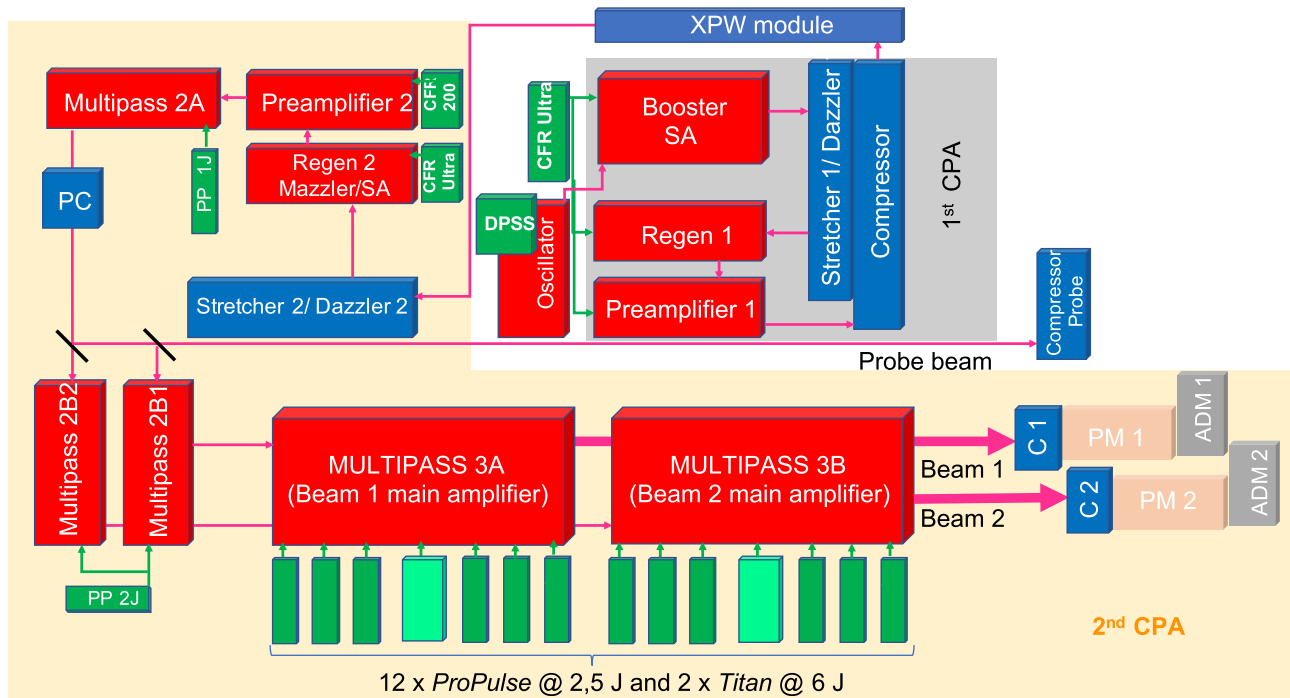 XPW module
Multipass 2A
Preamplifier 2
CFR
200
CFR Ultra
Booster
SA
Stretcher 1/ Dazzler
Compressor
1st CPA
PP 1J
Regen 2
Mazzler/SA
CFR
Ultra
PC
DPSS
Oscillator
Regen 1
Stretcher 2/ Dazzler 2
Preamplifier 1
Compressor
Probe
Probe beam
Multipass 2B2
Multipass 2B1
MULTIPASS 3A
(Beam 1 main amplifier)
MULTIPASS 3B
(Beam 2 main amplifier)
Beam 1
Beam 2
C 1
PM 1
ADM 1
C 2
PM 2
ADM 2
PP 2J
2nd CPA
12 x ProPulse @ 2,5 J and 2 x Titan @ 6 J